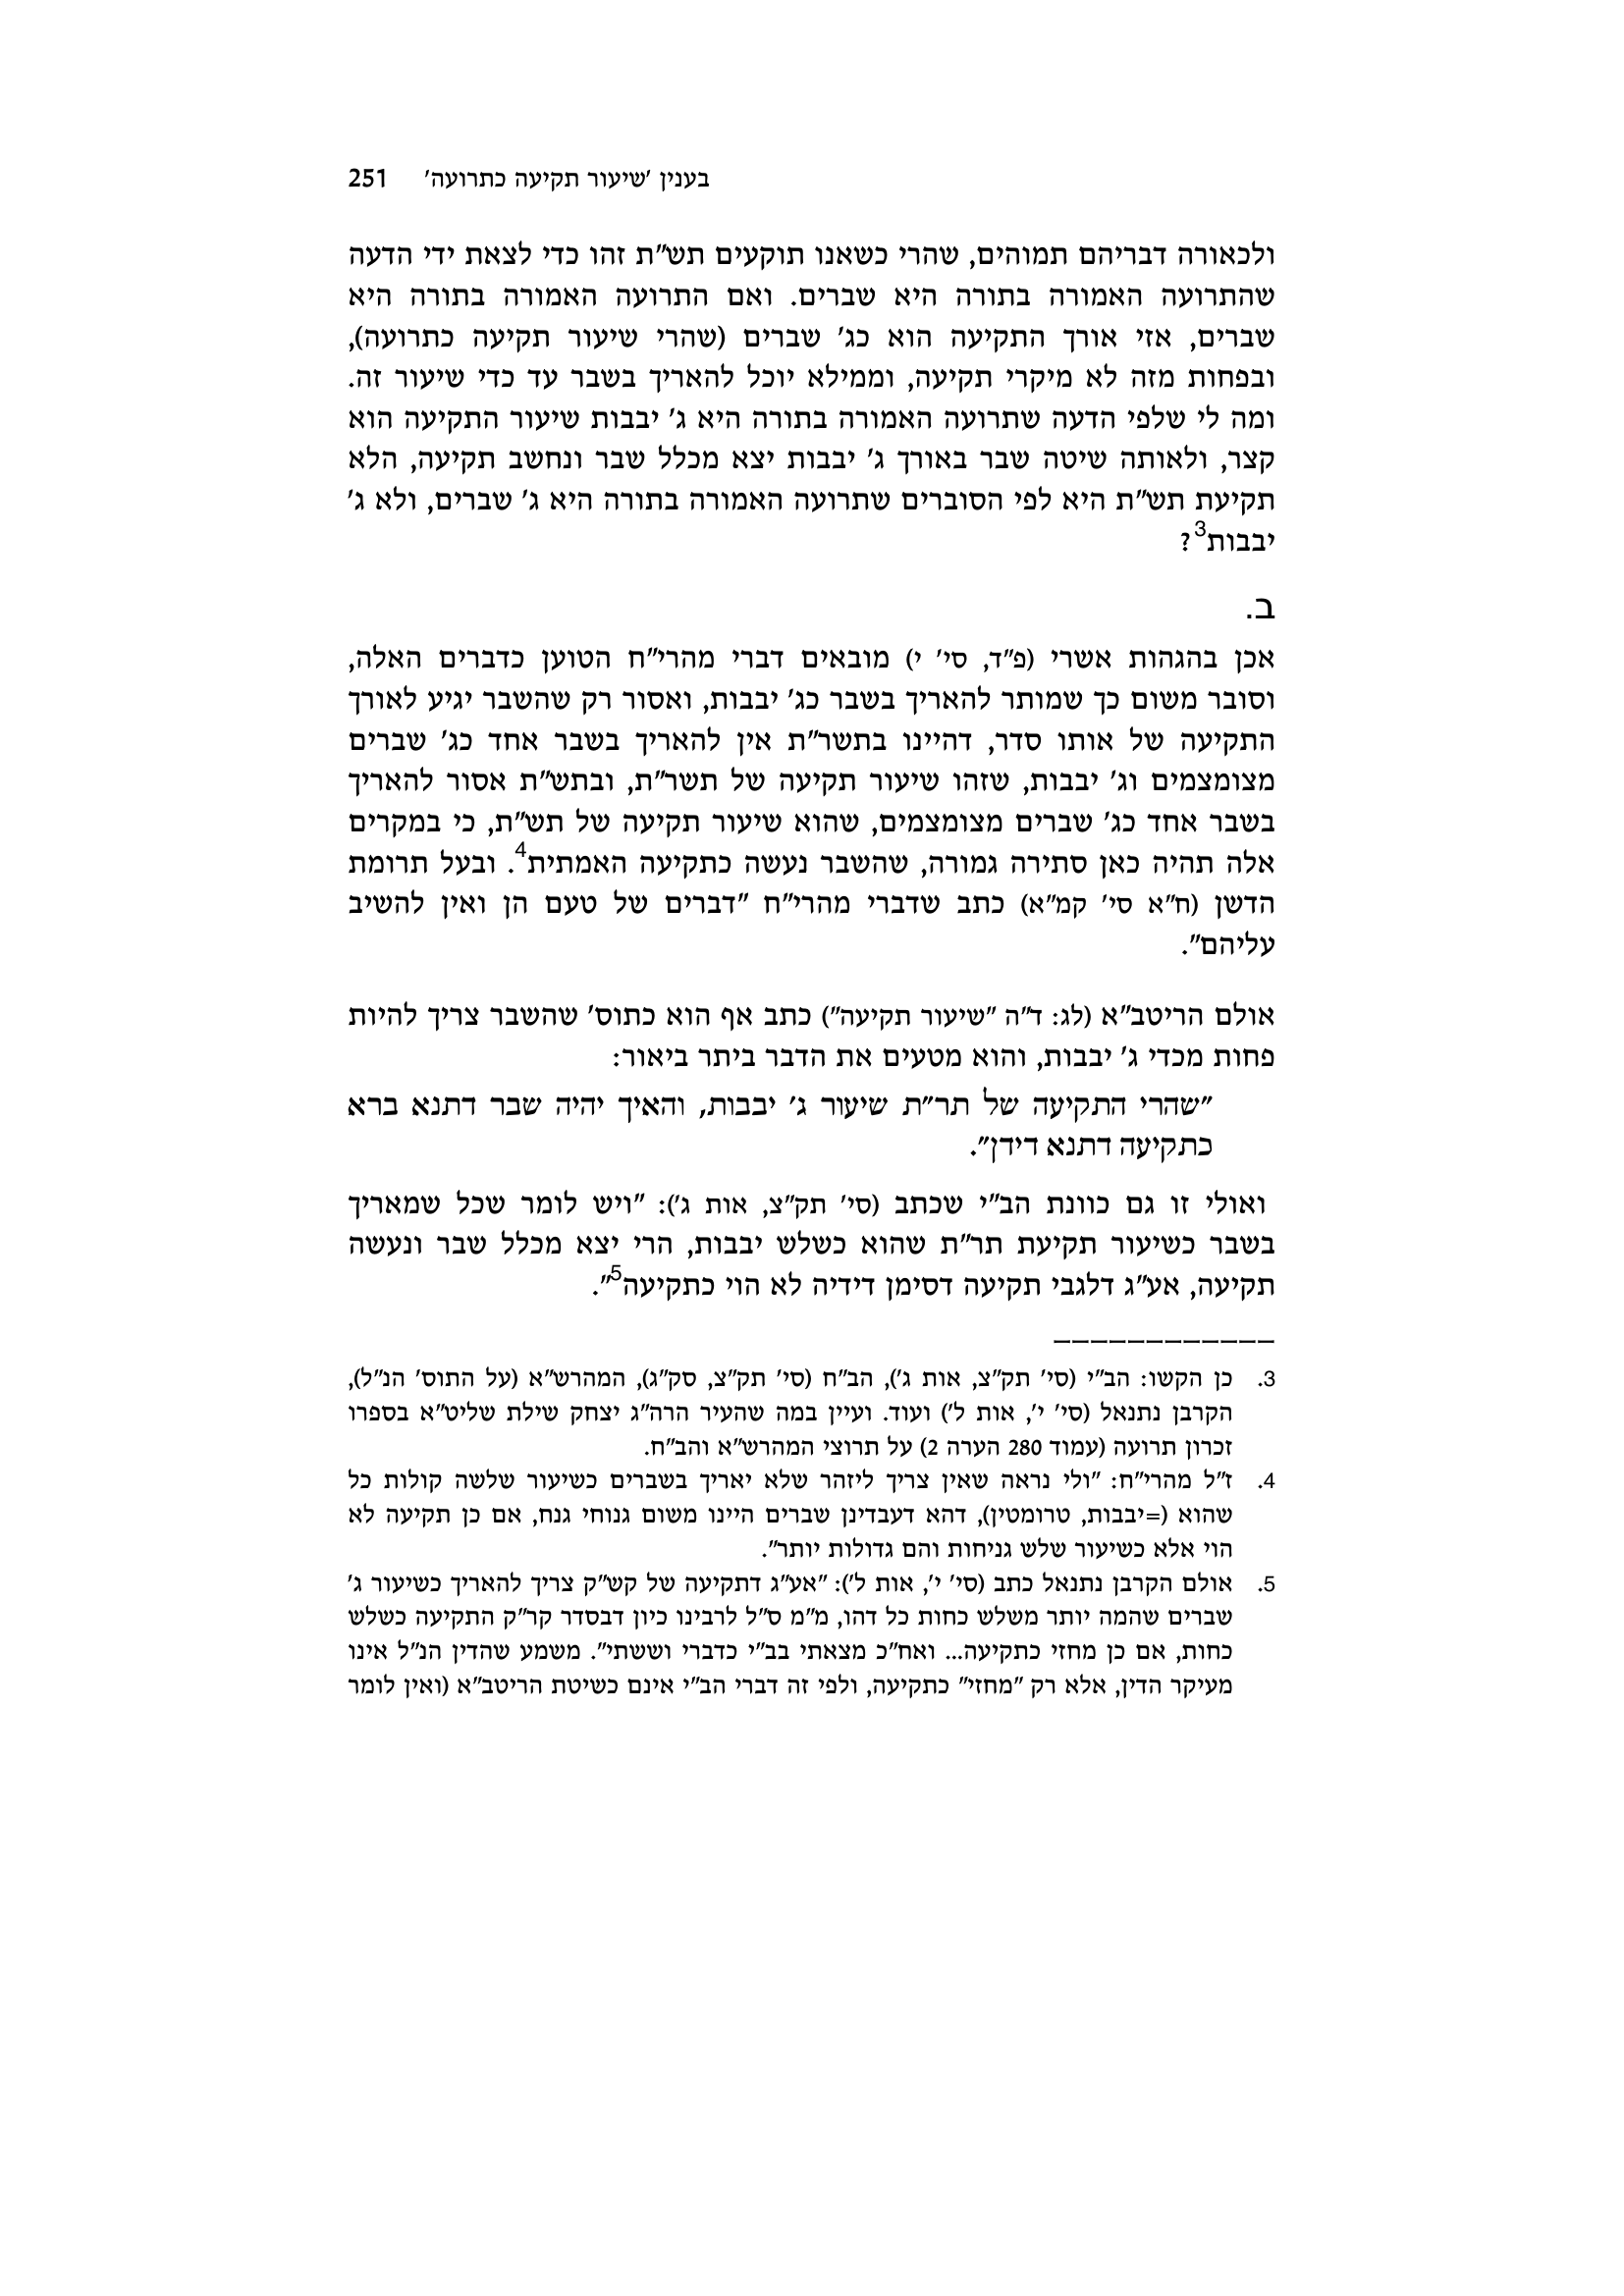 בענין ׳שיעור תקיעה כתרועה׳ 251
ולכאורה דבריהם תמוהים, שהרי כשאנו תוקעים תש״ת זהו כדי לצאת ידי הדעה
שהתרועה האמורה בתורה היא שברים. ואם התרועה האמורה בתורה היא
שברים, אזי אורך התקיעה הוא כג׳ שברים (שהרי שיעור תקיעה כתרועה),
ובפחות מזה לא מיקרי תקיעה, וממילא יוכל להאריך בשבר עד כדי שיעור זה.
ומה לי שלפי הדעה שתרועה האמורה בתורה היא ג׳ יבבות שיעור התקיעה הוא
קצר, ולאותה שיטה שבר באורך ג׳ יבבות יצא מכלל שבר ונחשב תקיעה, הלא
תקיעת תש״ת היא לפי הסוברים שתרועה האמורה בתורה היא ג׳ שברים, ולא ג׳
יבבות3?
ב.
אכן בהגהות אשרי (פ״ד, סי׳ י) מובאים דברי מהרי״ח הטוען כדברים האלה,
וסובר משום כך שמותר להאריך בשבר כג׳ יבבות, ואסור רק שהשבר יגיע לאורך
התקיעה של אותו סדר, דהיינו בתשר״ת אין להאריך בשבר אחד כג׳ שברים
מצומצמים וג׳ יבבות, שזהו שיעור תקיעה של תשר״ת, ובתש״ת אסור להאריך
בשבר אחד כג׳ שברים מצומצמים, שהוא שיעור תקיעה של תש״ת, כי במקרים
אלה תהיה כאן סתירה גמורה, שהשבר נעשה כתקיעה האמתית4. ובעל תרומת
הדשן (ח״א סי׳ קמ״א) כתב שדברי מהרי״ח ״דברים של טעם הן ואין להשיב
עליהם״.
אולם הריטב״א (לג: ד״ה ״שיעור תקיעה״) כתב אף הוא כתוס׳ שהשבר צריך להיות
פחות מכדי ג׳ יבבות, והוא מטעים את הדבר ביתר ביאור:
״שהרי התקיעה של תר״ת שיעור ג׳ יבבות, והאיך יהיה שבר דתנא ברא
כתקיעה דתנא דידן״.
ואולי זו גם כוונת הב״י שכתב (סי׳ תק״צ, אות ג׳): ״ויש לומר שכל שמאריך
בשבר כשיעור תקיעת תר״ת שהוא כשלש יבבות, הרי יצא מכלל שבר ונעשה
תקיעה, אע״ג דלגבי תקיעה דסימן דידיה לא הוי כתקיעה5״.
3. כן הקשו: הב״י (סי׳ תק״צ, אות ג׳), הב״ח (סי׳ תק״צ, סק״ג), המהרש״א (על התוס׳ הנ״ל),
הקרבן נתנאל (סי׳ י׳, אות ל׳) ועוד. ועיין במה שהעיר הרה״ג יצחק שילת שליט״א בספרו
זכרון תרועה (עמוד 280 הערה 2) על תרוצי המהרש״א והב״ח.
4. ז״ל מהרי״ח: ״ולי נראה שאין צריך ליזהר שלא יאריך בשברים כשיעור שלשה קולות כל
שהוא (=יבבות, טרומטין), דהא דעבדינן שברים היינו משום גנוחי גנח, אם כן תקיעה לא
הוי אלא כשיעור שלש גניחות והם גדולות יותר״.
5. אולם הקרבן נתנאל כתב (סי׳ י׳, אות ל׳): ״אע״ג דתקיעה של קש״ק צריך להאריך כשיעור ג׳
שברים שהמה יותר משלש כחות כל דהו, מ״מ ס״ל לרבינו כיון דבסדר קר״ק התקיעה כשלש
כחות, אם כן מחזי כתקיעה... ואח״כ מצאתי בב״י כדברי וששתי״. משמע שהדין הנ״ל אינו
מעיקר הדין, אלא רק ״מחזי״ כתקיעה, ולפי זה דברי הב״י אינם כשיטת הריטב״א (ואין לומר